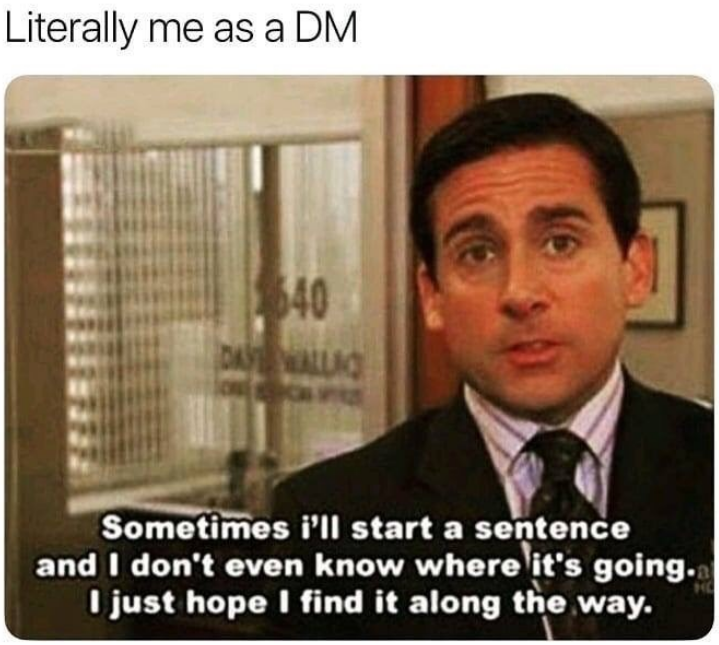 Literally me as a DM
640
Sometimes i'll start a sentence
and I don't even know where it's going.
I just hope I find it along the way.